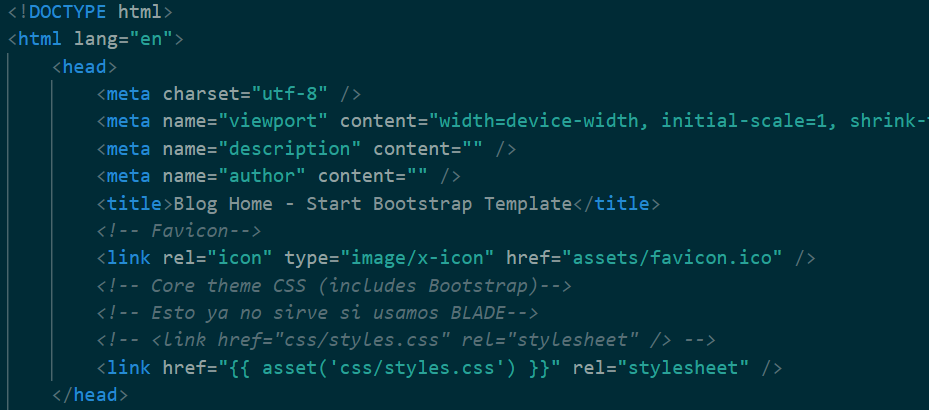 <!DOCTYPE html>
<html lang="en">
<head>
<meta charset="utf-8" />
<meta name="viewport" content="width=device-width, initial-scale=1, shrink-
<meta name="description" content="" />
<meta name="author" content="" />
<title>Blog Home - Start Bootstrap Template</title>
<!-- Favicon-->
<link rel="icon" type="image/x-icon" href="assets/favicon.ico" />
<!-- Core theme CSS (includes Bootstrap)-->
<!-- Esto ya no sirve si usamos BLADE-->
<!-- <link href="css/styles.css" rel="stylesheet" /> -->
<link href="{{ asset('css/styles.css') }}" rel="stylesheet" />
</head>